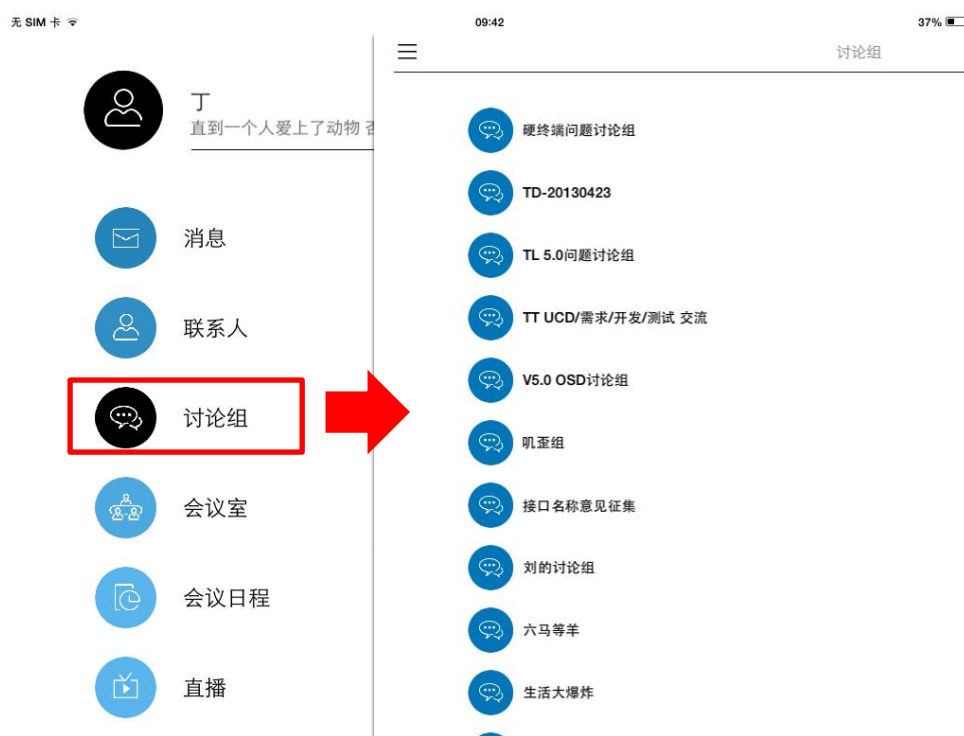 无 SIM 卡
09:42
37%
讨论组
丁
直到一个人爱上了动物
消息
联系人
讨论组
会议室
会议日程
直播
硬终端问题讨论组
TD-20130423
TL 5.0问题讨论组
TT UCD/需求/开发/测试 交流
V5.0 OSD讨论组
叽歪组
接口名称意见征集
刘的讨论组
六马等羊
生活大爆炸